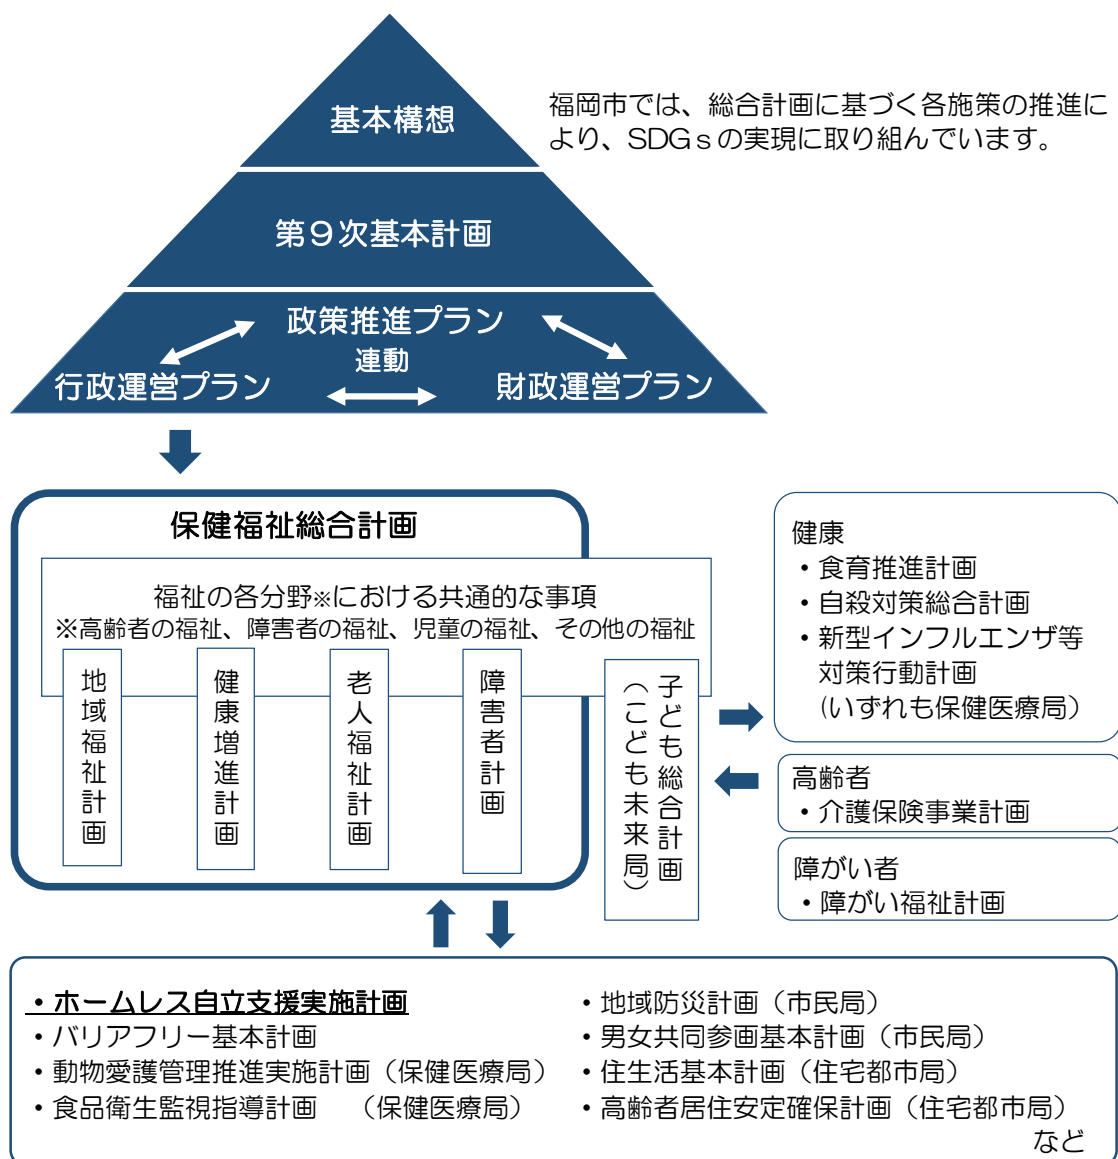 基本構想
福岡市では、総合計画に基づく各施策の推進に
より、SDGｓの実現に取り組んでいます。
第９次基本計画
政策推進プラン
連動
行政運営プラン
財政運営プラン
保健福祉総合計画
福祉の各分野※における共通的な事項
※高齢者の福祉、障害者の福祉、児童の福祉、その他の福祉
地域福祉計画
健康増進計画
老人福祉計画
障害者計画
子ども総合計画
（こども未来局）
健康
・食育推進計画
・自殺対策総合計画
・新型インフルエンザ等
対策行動計画
(いずれも保健医療局）
高齢者
・介護保険事業計画
障がい者
・障がい福祉計画
・ホームレス自立支援実施計画
・バリアフリー基本計画
・動物愛護管理推進実施計画（保健医療局）
・食品衛生監視指導計画　（保健医療局）
・地域防災計画（市民局）
・男女共同参画基本計画（市民局）
・住生活基本計画（住宅都市局）
・高齢者居住安定確保計画（住宅都市局）
など